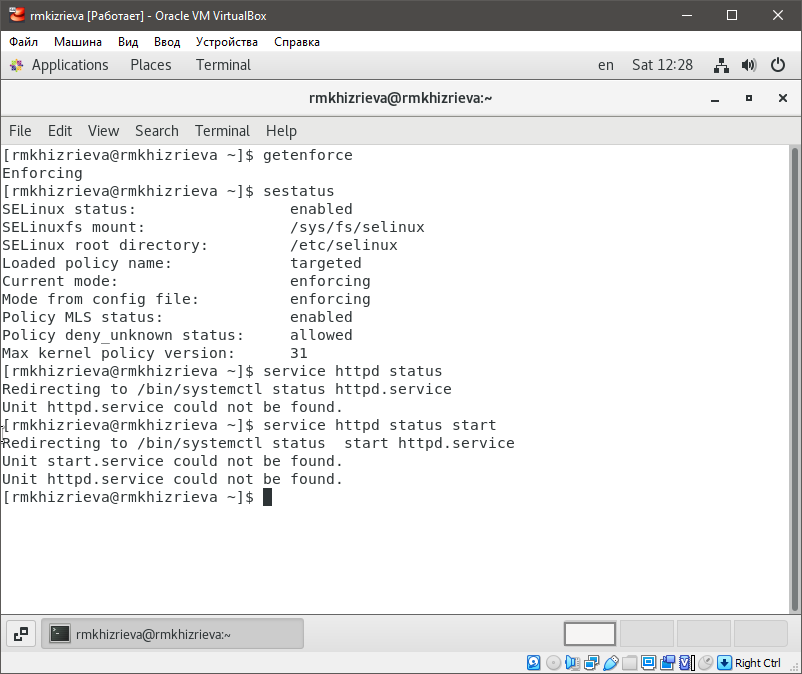 rmkizrieva [Работает] - Oracle VM VirtualBox
Файл Машина Вид Ввод Устройства Справка
Applications Places Terminal en Sat 12:28
rmkhizrieva@rmkhizrieva:~
File Edit View Search Terminal Help
[rmkhizrieva@rmkhizrieva ~]$ getenforce
Enforcing
[rmkhizrieva@rmkhizrieva ~]$ sestatus
SELinux status: enabled
SELinuxfs mount: /sys/fs/selinux
SELinux root directory: /etc/selinux
Loaded policy name: targeted
Current mode: enforcing
Mode from config file: enforcing
Policy MLS status: enabled
Policy deny_unknown status: allowed
Max kernel policy version: 31
[rmkhizrieva@rmkhizrieva ~]$ service httpd status
Redirecting to /bin/systemctl status httpd.service
Unit httpd.service could not be found.
[rmkhizrieva@rmkhizrieva ~]$ service httpd status start
Redirecting to /bin/systemctl status  start httpd.service
Unit start.service could not be found.
Unit httpd.service could not be found.
[rmkhizrieva@rmkhizrieva ~]$
rmkhizrieva@rmkhizrieva:~
Right Ctrl